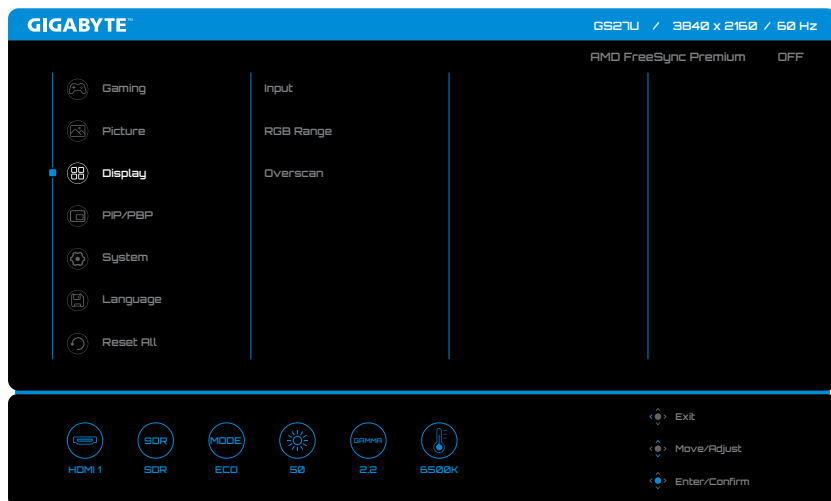 GIGABYTE™
GS27U / 3840 x 2160 / 60 Hz
AMD FreeSync Premium OFF
Gaming
Input
Picture
RGB Range
Display
Overscan
PIP/PBP
System
Language
Reset All
SDR
MODE
GAMMA
HDMI 1
SDR
ECO
50
2.2
6500K
Exit
Move/Adjust
Enter/Confirm